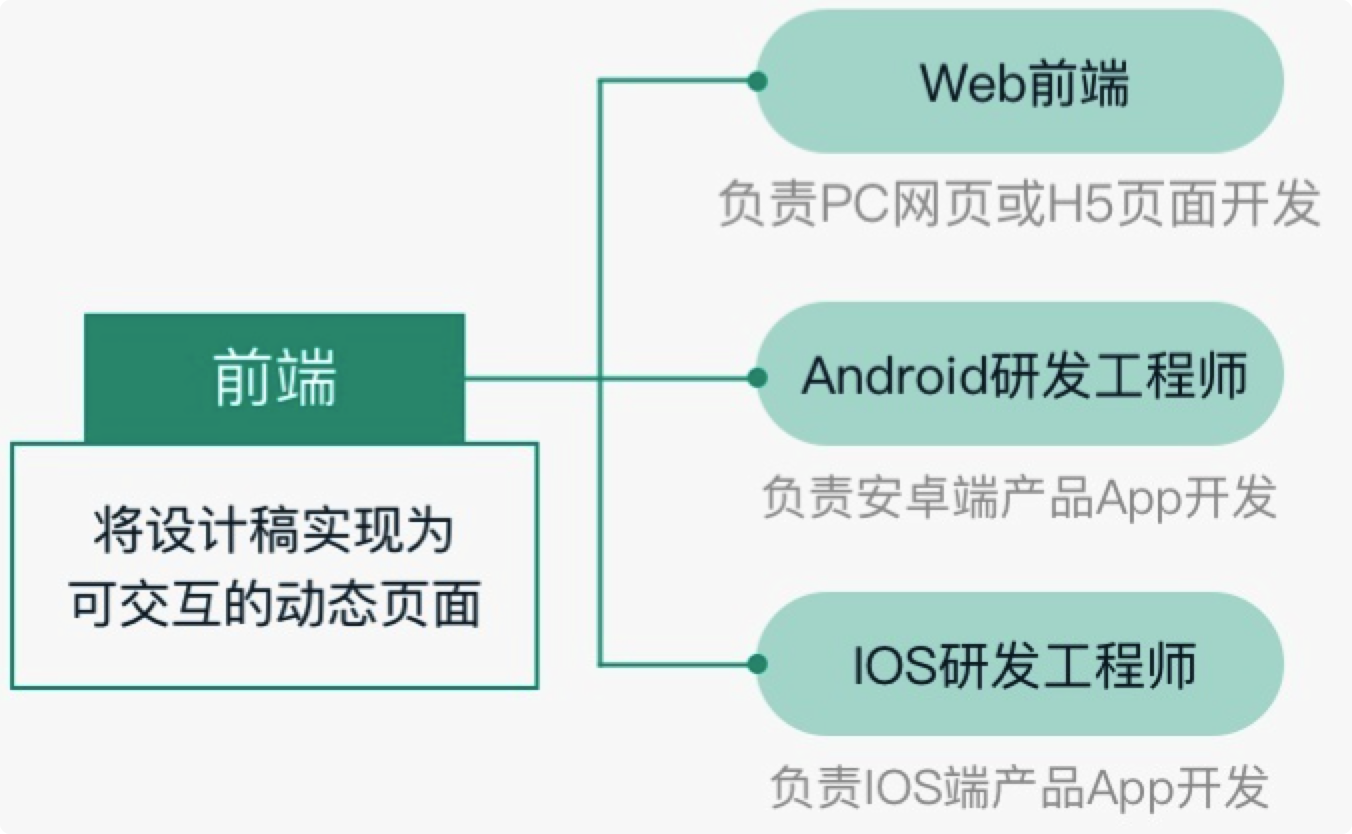 前端
将设计稿实现为
可交互的动态页面
Web前端
负责PC网页或H5页面开发
Android研发工程师
负责安卓端产品App开发
IOS研发工程师
负责IOS端产品App开发